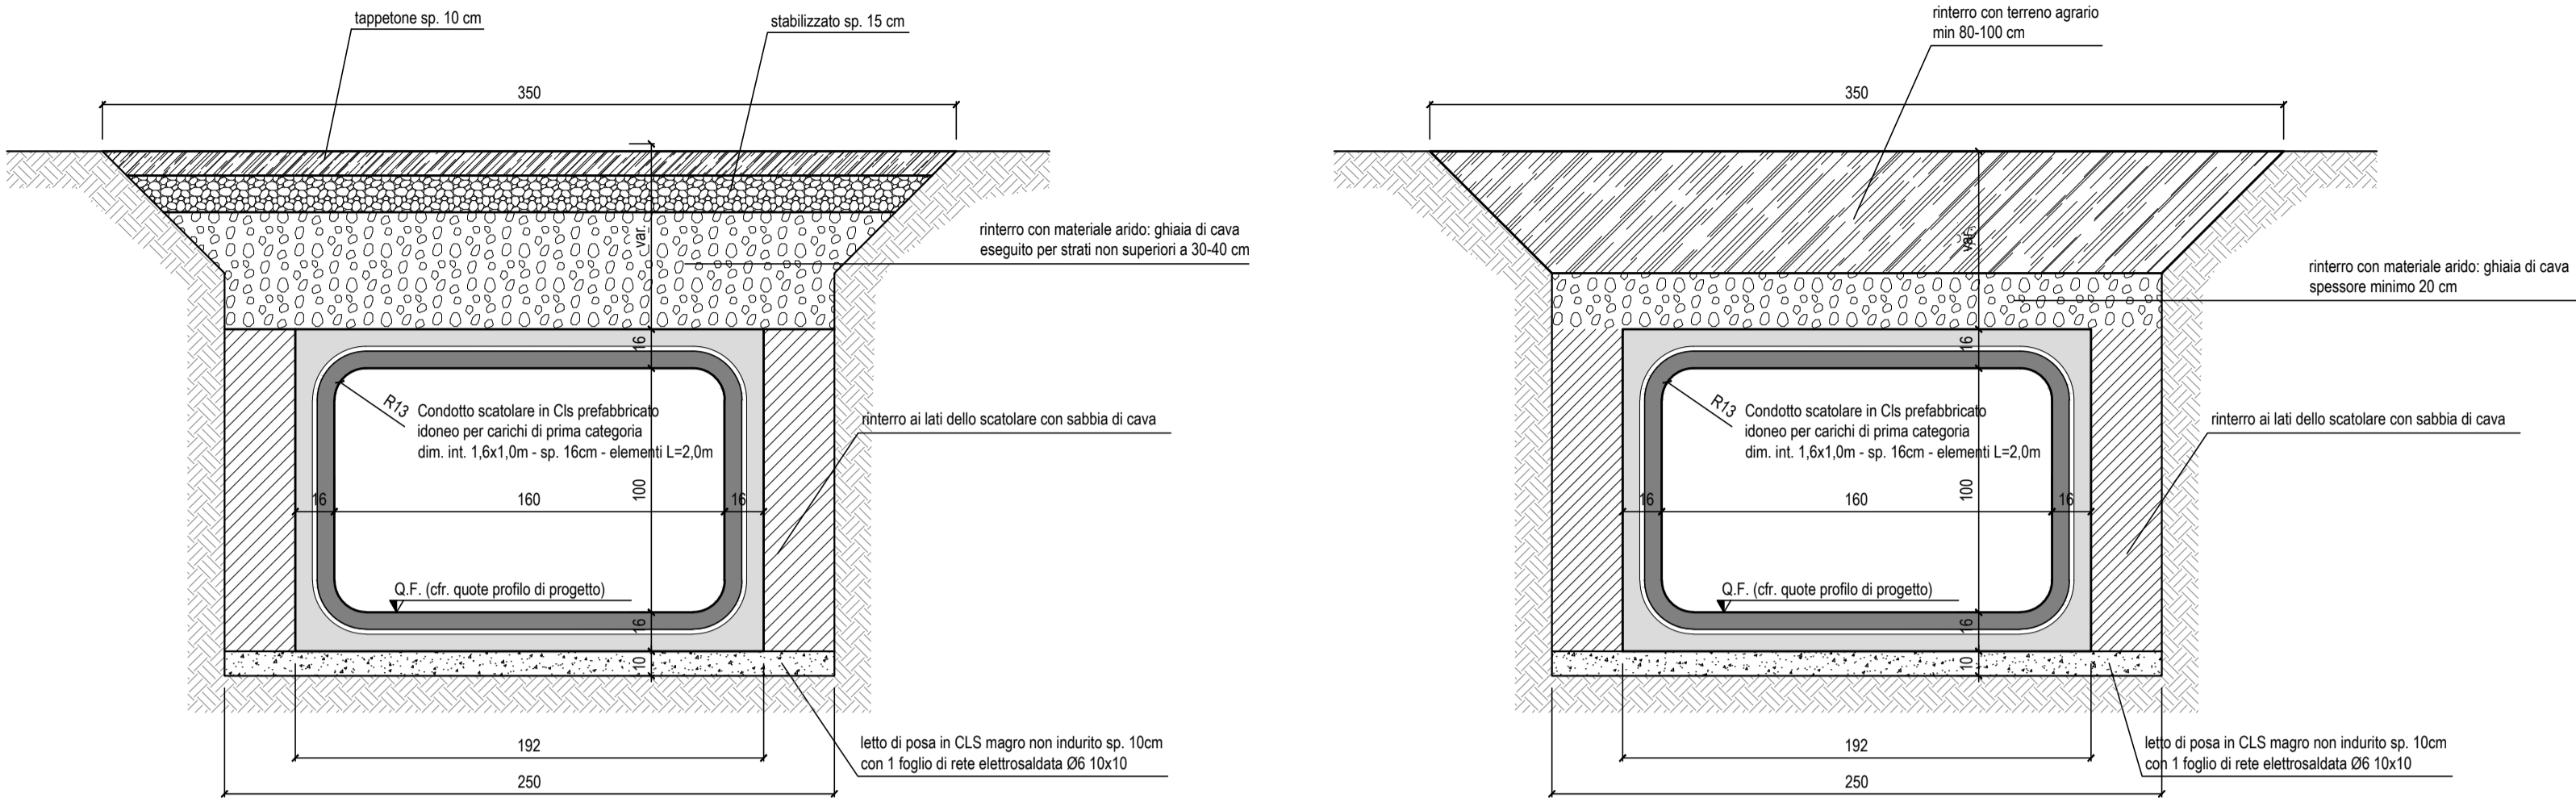 tappetone sp. 10 cm
stabilizzato sp. 15 cm
350
var.
rinterro con materiale arido: ghiaia di cava
eseguito per strati non superiori a 30-40 cm
16
R13
Condotto scatolare in Cls prefabbricato
idoneo per carichi di prima categoria
dim. int. 1,6x1,0m - sp. 16cm - elementi L=2,0m
rinterro ai lati dello scatolare con sabbia di cava
16
160
100
16
Q.F. (cfr. quote profilo di progetto)
16
10
letto di posa in CLS magro non indurito sp. 10cm
con 1 foglio di rete elettrosaldata Ø6 10x10
192
250
rinterro con terreno agrario
min 80-100 cm
350
var.
rinterro con materiale arido: ghiaia di cava
spessore minimo 20 cm
16
R13
Condotto scatolare in Cls prefabbricato
idoneo per carichi di prima categoria
dim. int. 1,6x1,0m - sp. 16cm - elementi L=2,0m
rinterro ai lati dello scatolare con sabbia di cava
16
160
100
16
Q.F. (cfr. quote profilo di progetto)
16
10
letto di posa in CLS magro non indurito sp. 10cm
con 1 foglio di rete elettrosaldata Ø6 10x10
192
250